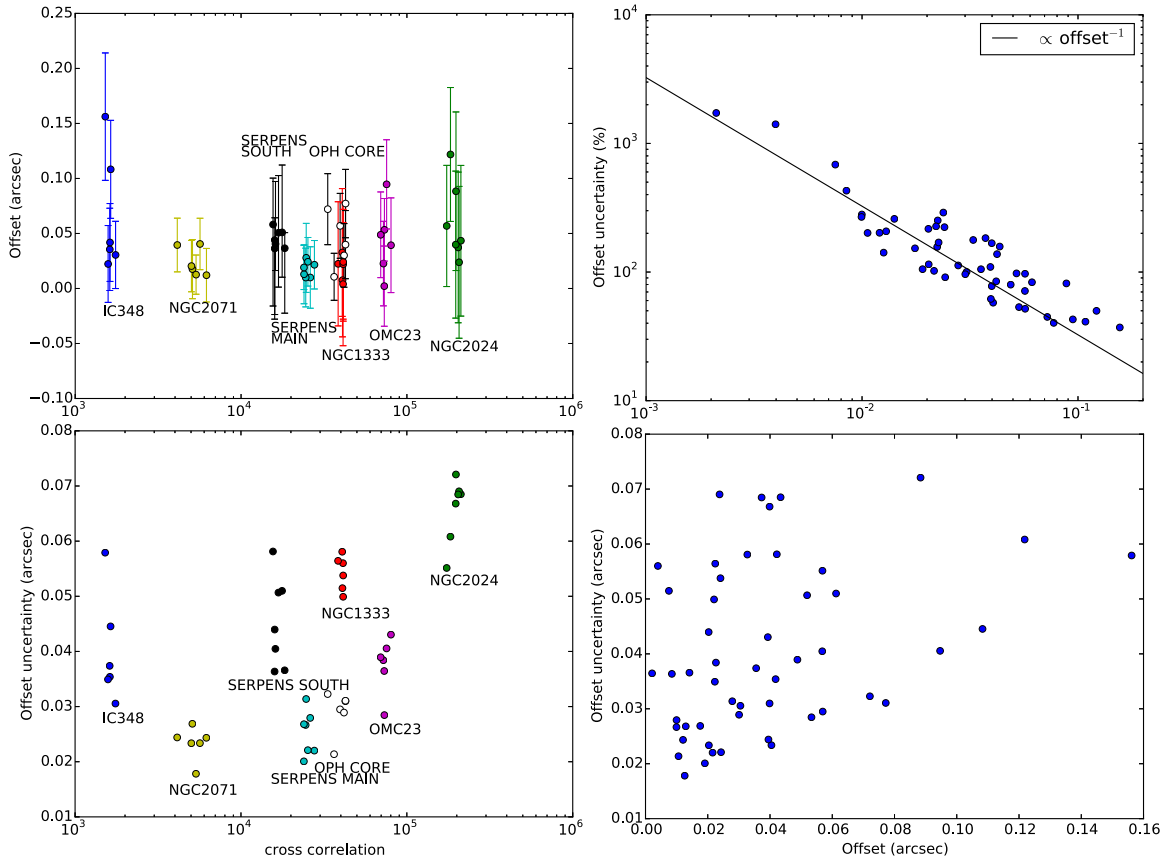 0.25
0.20
0.15
0.10
0.05
0.00
−0.05
−0.10
Offset (arcsec)
10³
10⁴
10⁵
10⁶
IC348
NGC2071
SERPENS
SOUTH
OPH CORE
SERPENS
MAIN
NGC1333
OMC23
NGC2024
10⁴
10³
10²
10¹
Offset uncertainty (%)
∝ offset⁻¹
10⁻³
10⁻²
10⁻¹
0.08
0.07
0.06
0.05
0.04
0.03
0.02
0.01
Offset uncertainty (arcsec)
IC348
NGC2071
SERPENS SOUTH
SERPENS MAIN
OPH CORE
NGC1333
OMC23
NGC2024
10³
10⁴
10⁵
10⁶
cross correlation
0.08
0.07
0.06
0.05
0.04
0.03
0.02
0.01
Offset uncertainty (arcsec)
0.00
0.02
0.04
0.06
0.08
0.10
0.12
0.14
0.16
Offset (arcsec)